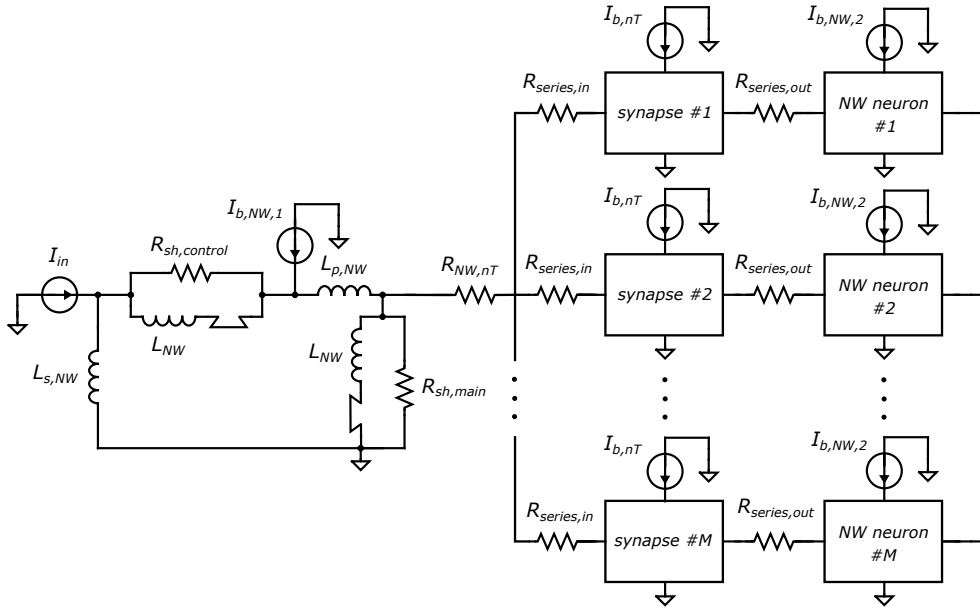 I_{b,nT}
I_{b,NW,2}
R_{series,in}
synapse #1
R_{series,out}
NW neuron
#1
I_{b,nT}
I_{b,NW,2}
I_{b,NW,1}
R_{sh,control}
I_{in}
L_{p,NW}
R_{NW,nT}
R_{series,in}
synapse #2
R_{series,out}
NW neuron
#2
L_{NW}
L_{NW}
L_{s,NW}
R_{sh,main}
I_{b,nT}
I_{b,NW,2}
R_{series,in}
synapse #M
R_{series,out}
NW neuron
#M